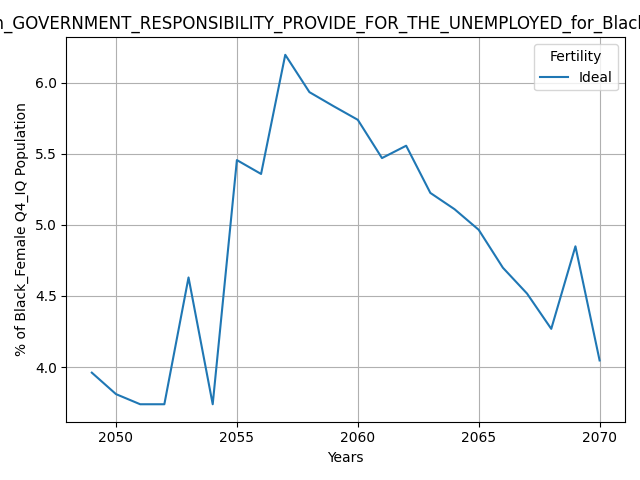 GOVERNMENT_RESPONSIBILITY_PROVIDE_FOR_THE_UNEMPLOYED_for_Black
Fertility
Ideal
% of Black_Female Q4_IQ Population
6.0
5.5
5.0
4.5
4.0
2050 2055 2060 2065 2070
Years